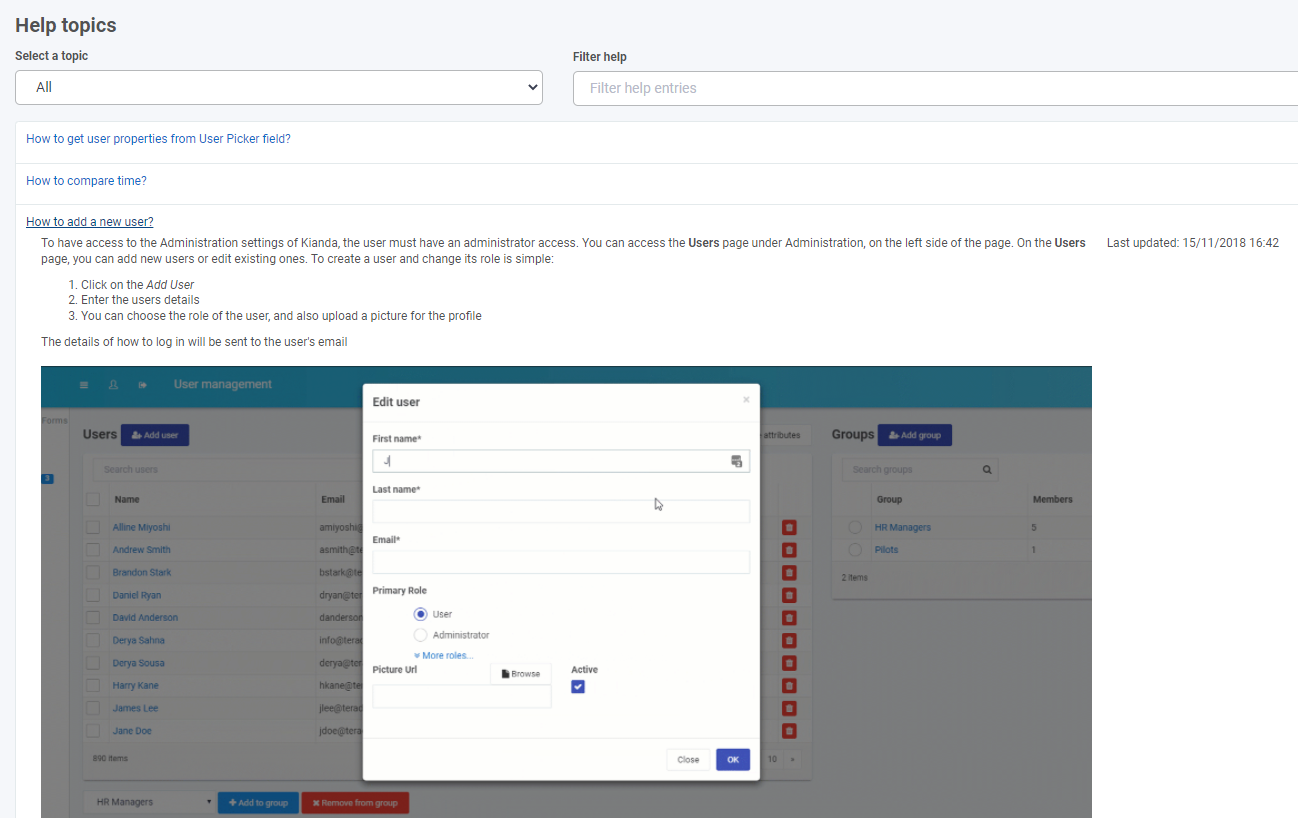 Help topics
Select a topic
Filter help
All
Filter help entries
How to get user properties from User Picker field?
How to compare time?
How to add a new user?
To have access to the Administration settings of Kianda, the user must have an administrator access. You can access the Users page under Administration, on the left side of the page. On the Users
Last updated: 15/11/2018 16:42
page, you can add new users or edit existing ones. To create a user and change its role is simple:
1. Click on the Add User
2. Enter the users details
3. You can choose the role of the user, and also upload a picture for the profile
The details of how to log in will be sent to the user's email
User management
Forms
Users
Add user
attributes
Groups
Add group
Search users
Search groups
3
Name
Email
Group
Members
Alline Miyoshi
amiyoshi@
HR Managers
5
Andrew Smith
asmith@te
Pilots
1
Brandon Stark
bstark@te
2 items
Daniel Ryan
dryan@ter
David Anderson
danderson
Derya Sahna
info@terad
Derya Sousa
derya@ter
Harry Kane
hkane@te
James Lee
jlee@terad
Jane Doe
jdoe@tera
890 items
10 »
HR Managers
Add to group
Remove from group
Edit user
×
First name*
J
Last name*
Email*
Primary Role
User
Administrator
More roles...
Picture Url
Browse
Active
Close
OK